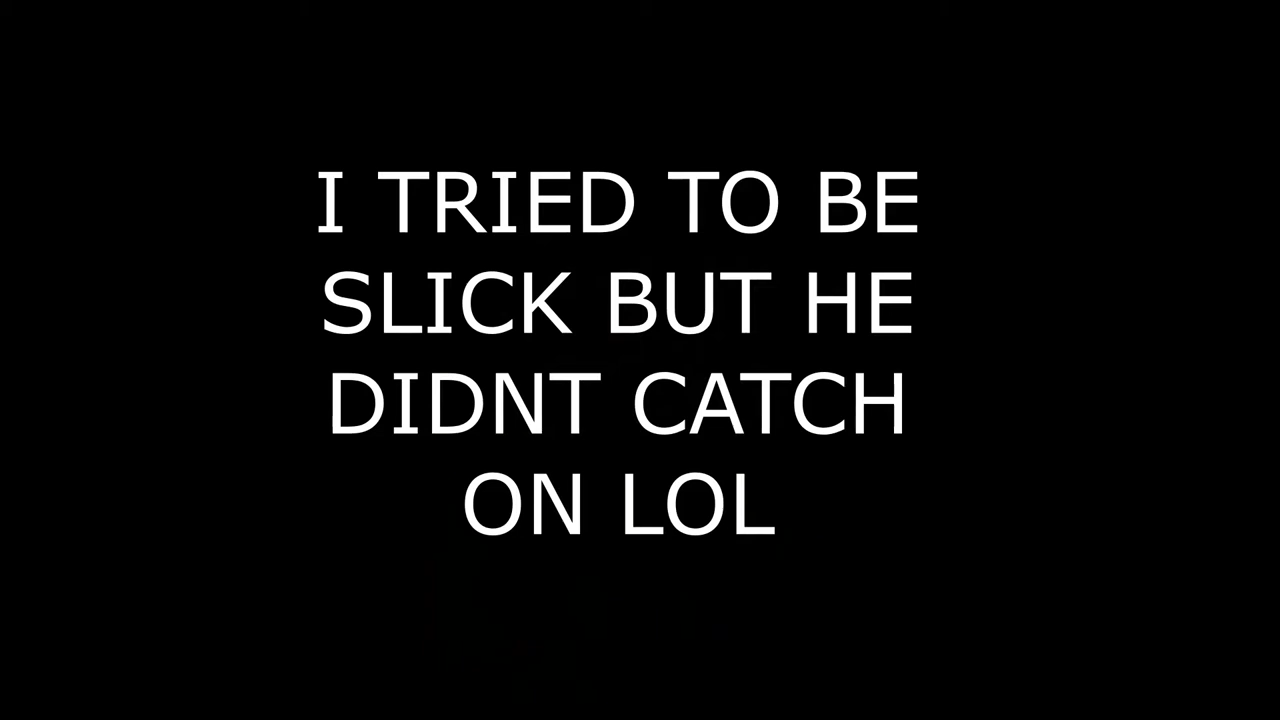 I TRIED TO BE
SLICK BUT HE
DIDNT CATCH
ON LOL